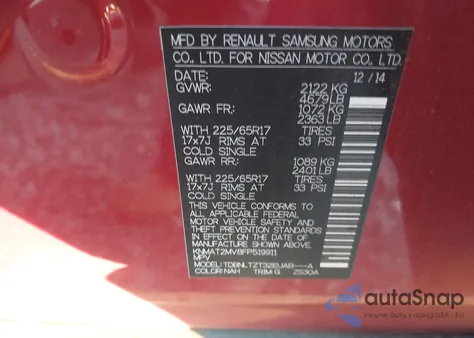 MFD BY RENAULT SAMSUNG MOTORS
CO., LTD. FOR NISSAN MOTOR CO., LTD.
DATE: 12 / 14
GVWR: 2122 KG
4679 LB
GAWR FR: 1072 KG
2363 LB
WITH 225/65R17 TIRES
17x7J RIMS AT 33 PSI
COLD SINGLE
GAWR RR: 1089 KG
2401 LB
WITH 225/65R17 TIRES
17x7J RIMS AT 33 PSI
COLD SINGLE
THIS VEHICLE CONFORMS TO
ALL APPLICABLE FEDERAL
MOTOR VEHICLE SAFETY AND
THEFT PREVENTION
STANDARDS IN EFFECT ON
THE DATE OF MANUFACTURE
SHOWN ABOVE.
KNMAT2MV8FP519911
MPV
MODEL: TDBNLTZT32EUAB----A
COLOR: NAH TRIM: G ZS30A
autoSnap